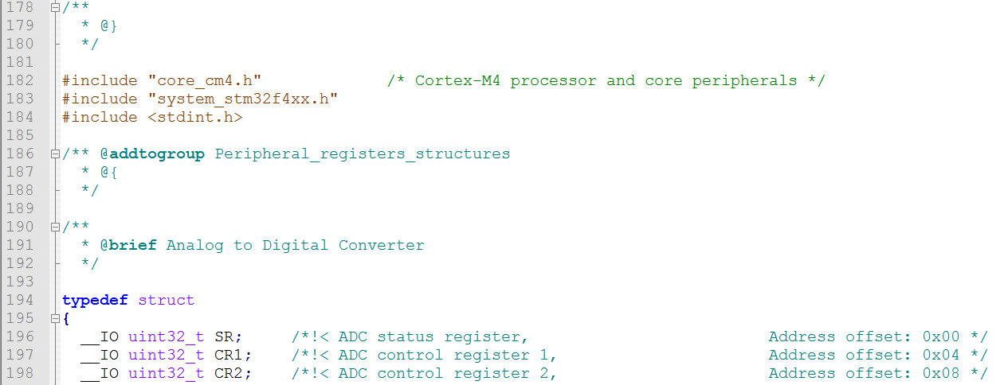 178 /**
179 * @}
180 */
181
182 #include "core_cm4.h" /* Cortex-M4 processor and core peripherals */
183 #include "system_stm32f4xx.h"
184 #include <stdint.h>
185
186 /** @addtogroup Peripheral_registers_structures
187 * @{
188 */
189
190 /**
191 * @brief Analog to Digital Converter
192 */
193
194 typedef struct
195 {
196 __IO uint32_t SR; /*!< ADC status register, Address offset: 0x00 */
197 __IO uint32_t CR1; /*!< ADC control register 1, Address offset: 0x04 */
198 __IO uint32_t CR2; /*!< ADC control register 2, Address offset: 0x08 */